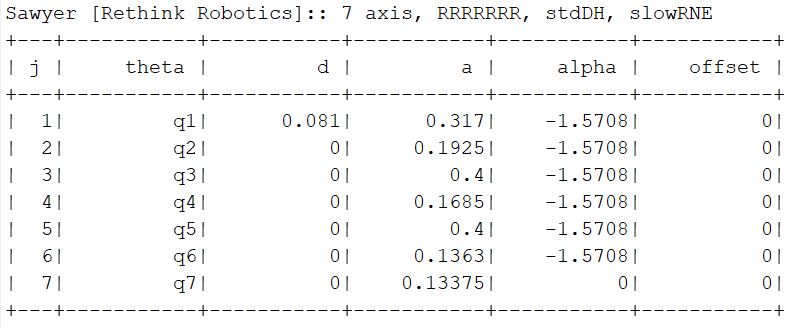 Sawyer [Rethink Robotics]:: 7 axis, RRRRRRR, stdDH, slowRNE
+---+-----------+-----------+-----------+-----------+-----------+
| j |     theta |         d |         a |     alpha |    offset |
+---+-----------+-----------+-----------+-----------+-----------+
|  1|         q1|      0.081|      0.317|    -1.5708|          0|
|  2|         q2|          0|     0.1925|    -1.5708|          0|
|  3|         q3|          0|        0.4|    -1.5708|          0|
|  4|         q4|          0|     0.1685|    -1.5708|          0|
|  5|         q5|          0|        0.4|    -1.5708|          0|
|  6|         q6|          0|     0.1363|    -1.5708|          0|
|  7|         q7|          0|    0.13375|          0|          0|
+---+-----------+-----------+-----------+-----------+-----------+